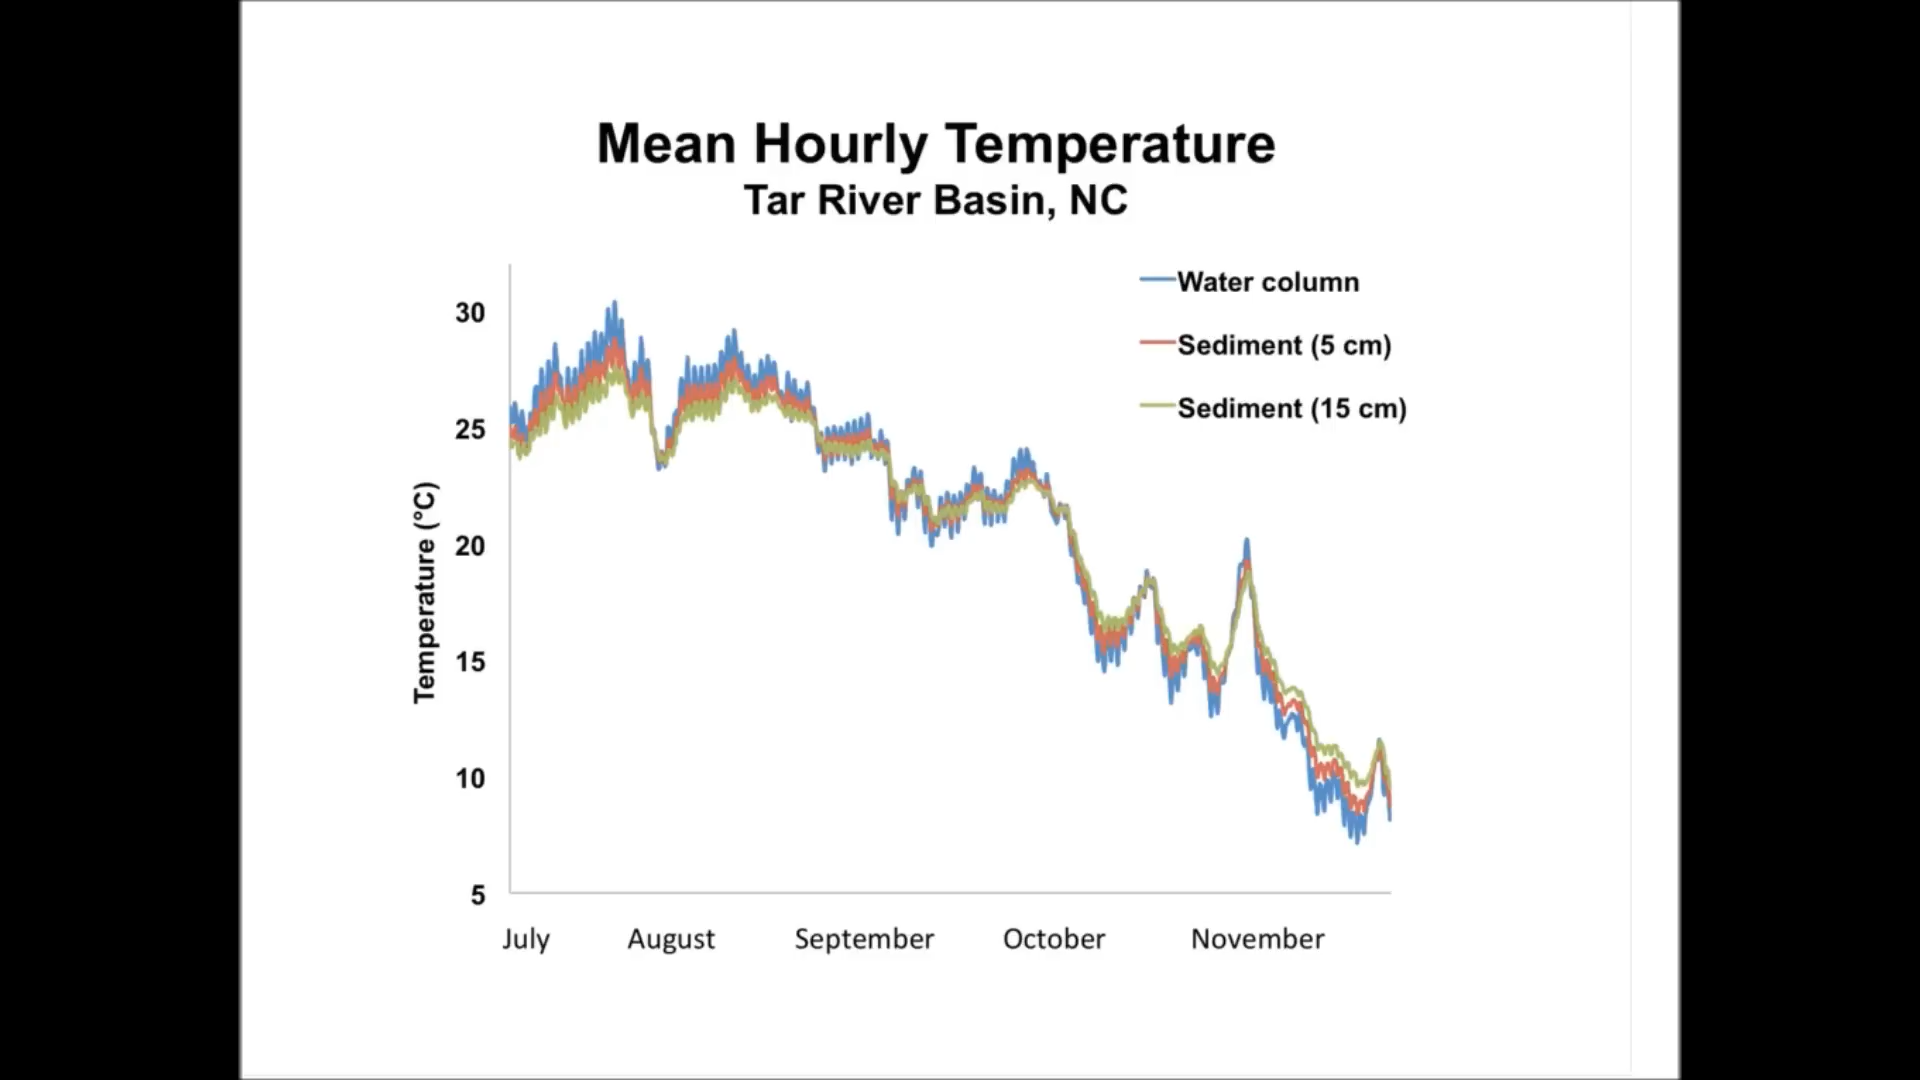 Mean Hourly Temperature
Tar River Basin, NC
Water column
Sediment (5 cm)
Sediment (15 cm)
Temperature (°C)
30
25
20
15
10
5
July August September October November